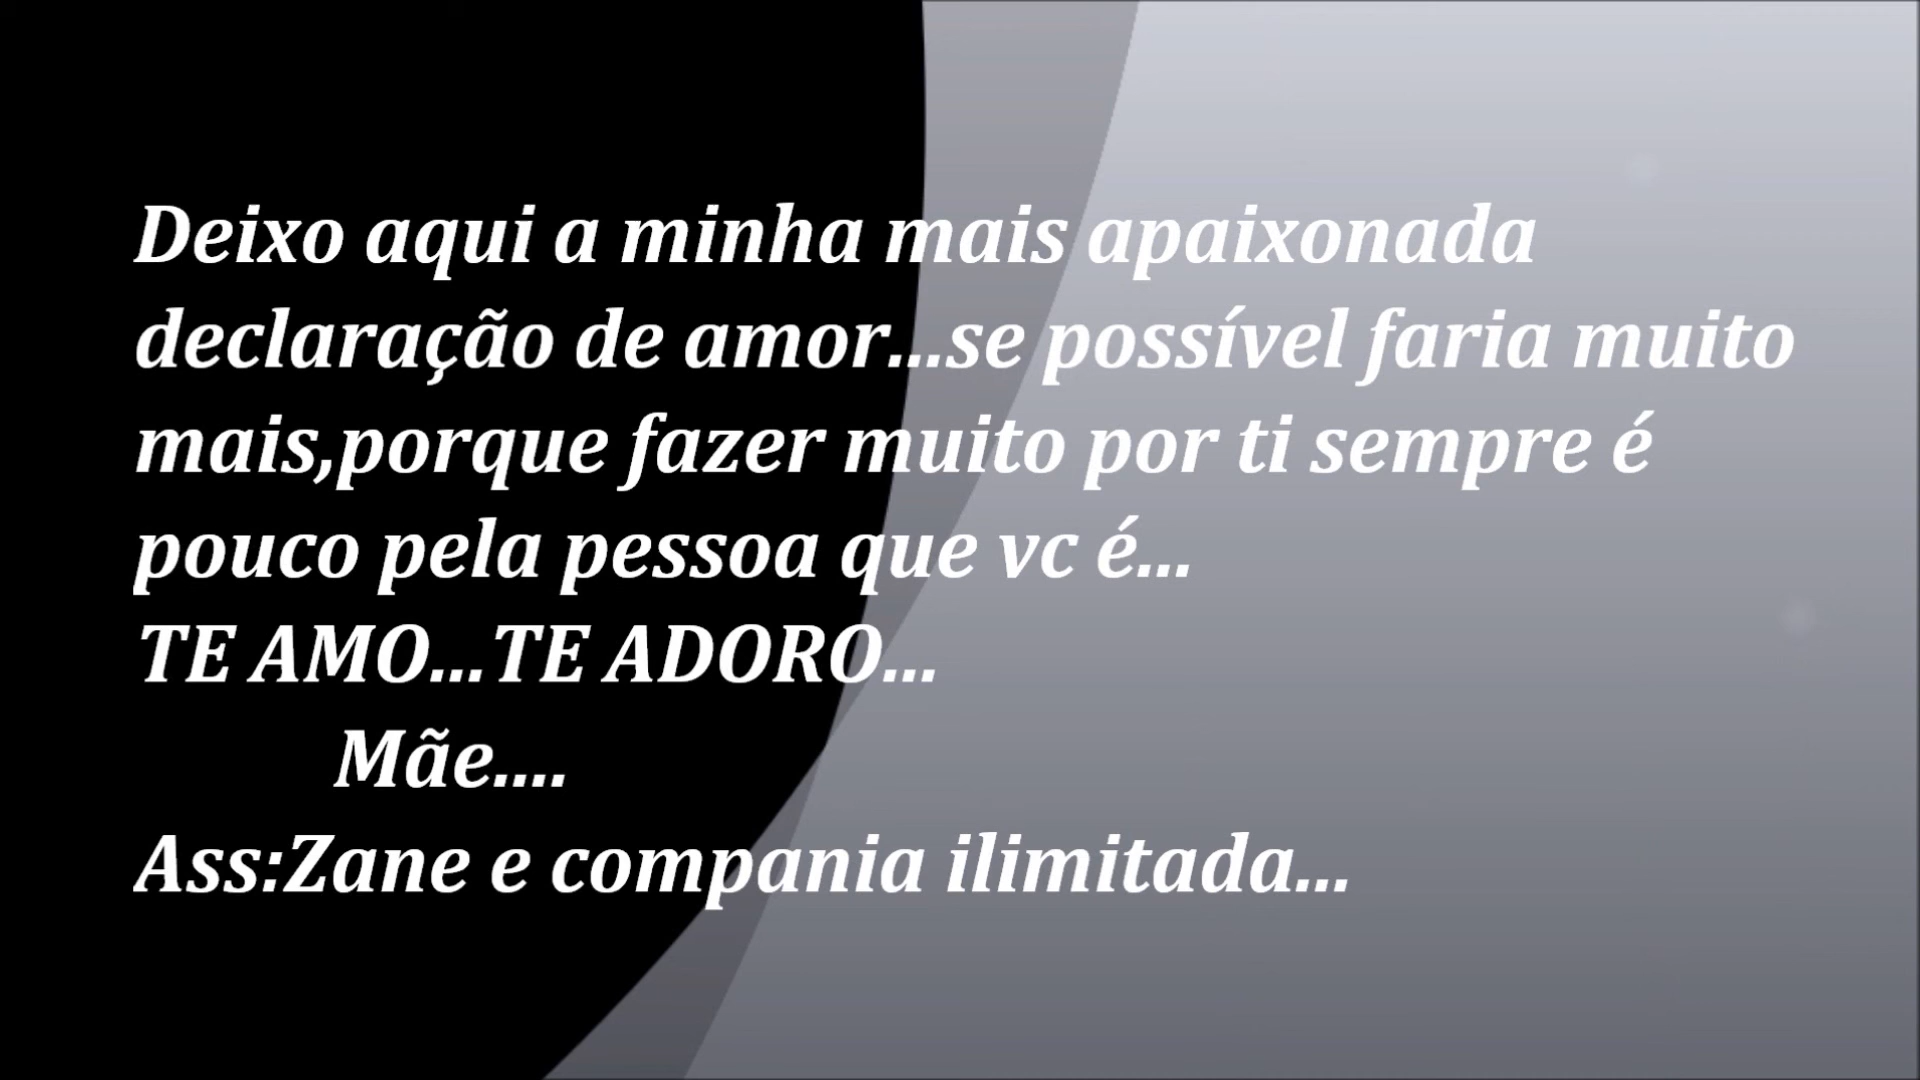 Deixo aqui a minha mais apaixonada
declaração de amor...se possível faria muito
mais,porque fazer muito por ti sempre é
pouco pela pessoa que vc é...
TE AMO...TE ADORO...
Mãe....
Ass:Zane e compania ilimitada...